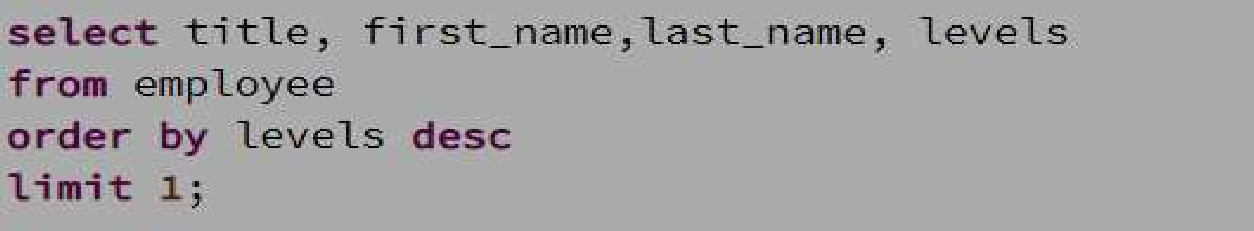 select title, first_name,last_name, levels
from employee
order by levels desc
limit 1;